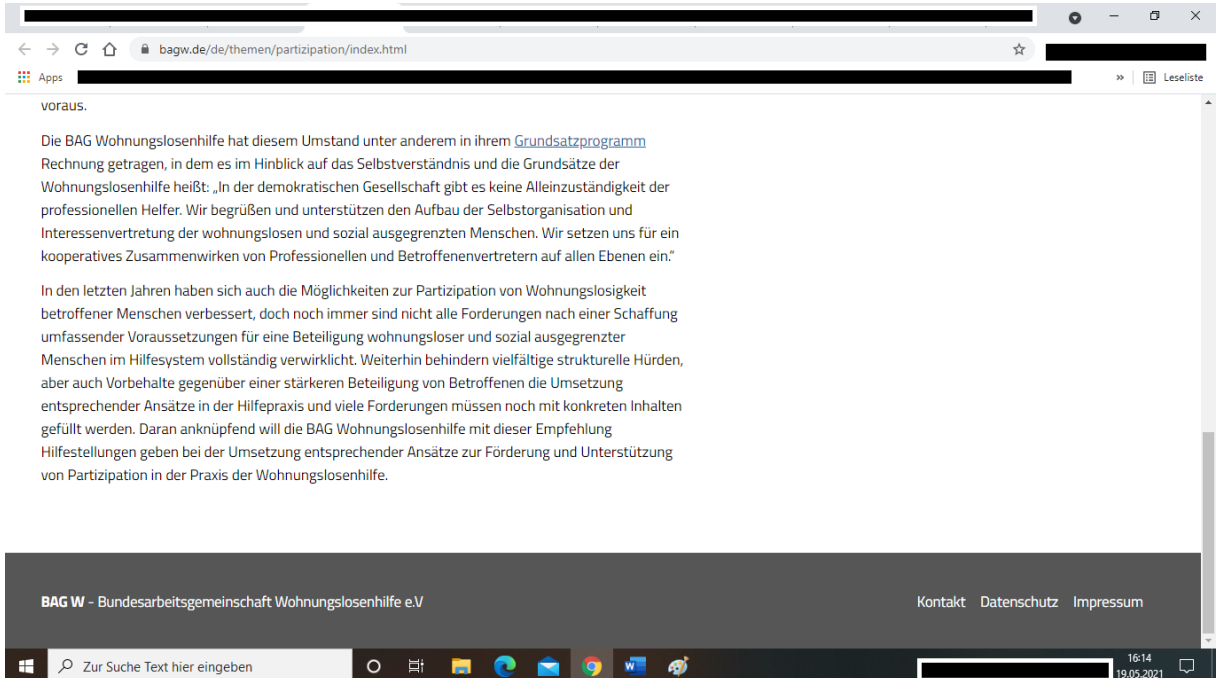 bagw.de/de/themen/partizipation/index.html
Apps
»
Leseliste
voraus.
Die BAG Wohnungslosenhilfe hat diesem Umstand unter anderem in ihrem Grundsatzprogramm
Rechnung getragen, in dem es im Hinblick auf das Selbstverständnis und die Grundsätze der
Wohnungslosenhilfe heißt: „In der demokratischen Gesellschaft gibt es keine Alleinzuständigkeit der
professionellen Helfer. Wir begrüßen und unterstützen den Aufbau der Selbstorganisation und
Interessenvertretung der wohnungslosen und sozial ausgegrenzten Menschen. Wir setzen uns für ein
kooperatives Zusammenwirken von Professionellen und Betroffenenvertretern auf allen Ebenen ein.“
In den letzten Jahren haben sich auch die Möglichkeiten zur Partizipation von Wohnungslosigkeit
betroffener Menschen verbessert, doch noch immer sind nicht alle Forderungen nach einer Schaffung
umfassender Voraussetzungen für eine Beteiligung wohnungsloser und sozial ausgegrenzter
Menschen im Hilfesystem vollständig verwirklicht. Weiterhin behindern vielfältige strukturelle Hürden,
aber auch Vorbehalte gegenüber einer stärkeren Beteiligung von Betroffenen die Umsetzung
entsprechender Ansätze in der Hilfepraxis und viele Forderungen müssen noch mit konkreten Inhalten
gefüllt werden. Daran anknüpfend will die BAG Wohnungslosenhilfe mit dieser Empfehlung
Hilfestellungen geben bei der Umsetzung entsprechender Ansätze zur Förderung und Unterstützung
von Partizipation in der Praxis der Wohnungslosenhilfe.
BAG W - Bundesarbeitsgemeinschaft Wohnungslosenhilfe e.V
Kontakt Datenschutz Impressum
Zur Suche Text hier eingeben
16:14
19.05.2021